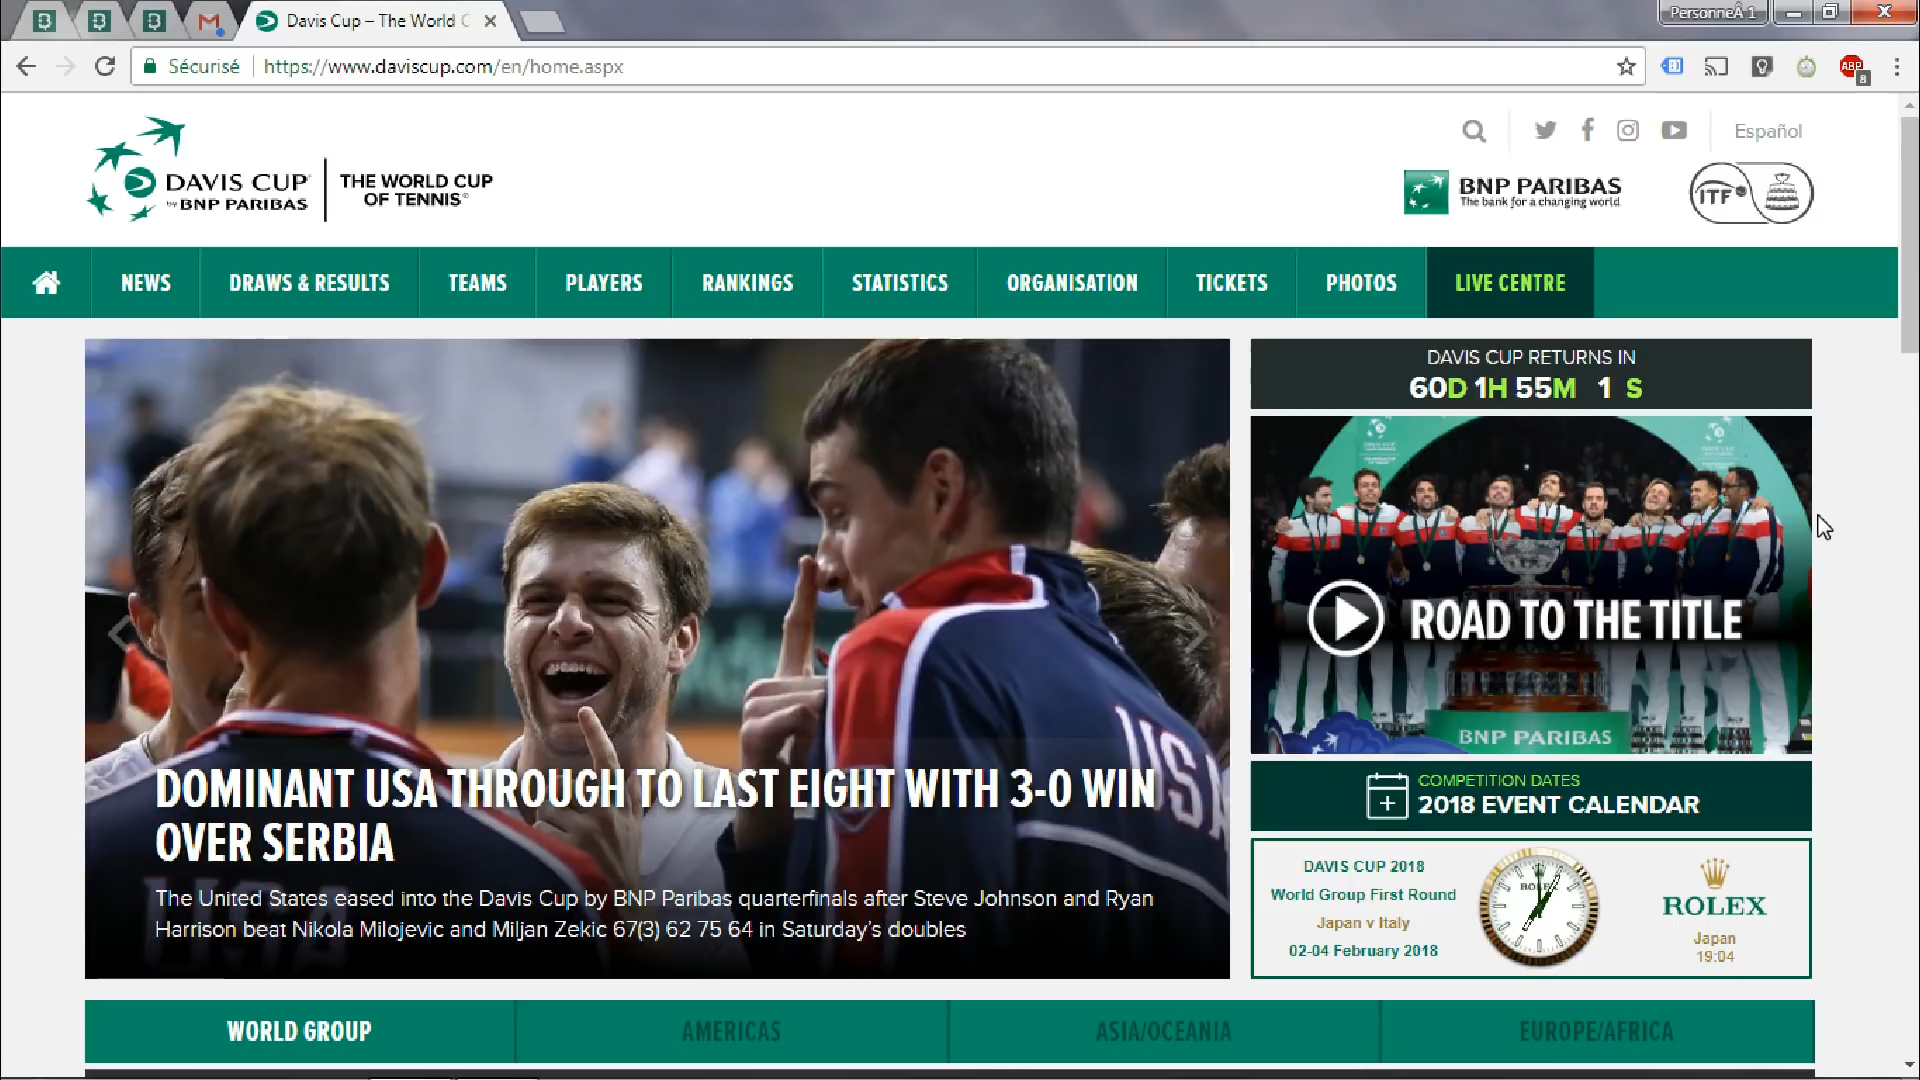 Davis Cup – The World C
PersonneÂ 1
Sécurisé
https://www.daviscup.com/en/home.aspx
ABP
8
Español
DAVIS CUP
by BNP PARIBAS
THE WORLD CUP
OF TENNIS
BNP PARIBAS
The bank for a changing world
ITF
NEWS
DRAWS & RESULTS
TEAMS
PLAYERS
RANKINGS
STATISTICS
ORGANISATION
TICKETS
PHOTOS
LIVE CENTRE
DAVIS CUP RETURNS IN
60D 1H 55M 1 S
ROAD TO THE TITLE
BNP PARIBAS
USA
DOMINANT USA THROUGH TO LAST EIGHT WITH 3-0 WIN
OVER SERBIA
The United States eased into the Davis Cup by BNP Paribas quarterfinals after Steve Johnson and Ryan
Harrison beat Nikola Milojevic and Miljan Zekic 67(3) 62 75 64 in Saturday's doubles
COMPETITION DATES
2018 EVENT CALENDAR
DAVIS CUP 2018
World Group First Round
Japan v Italy
02-04 February 2018
ROLEX
Japan
19:04
WORLD GROUP
AMERICAS
ASIA/OCEANIA
EUROPE/AFRICA